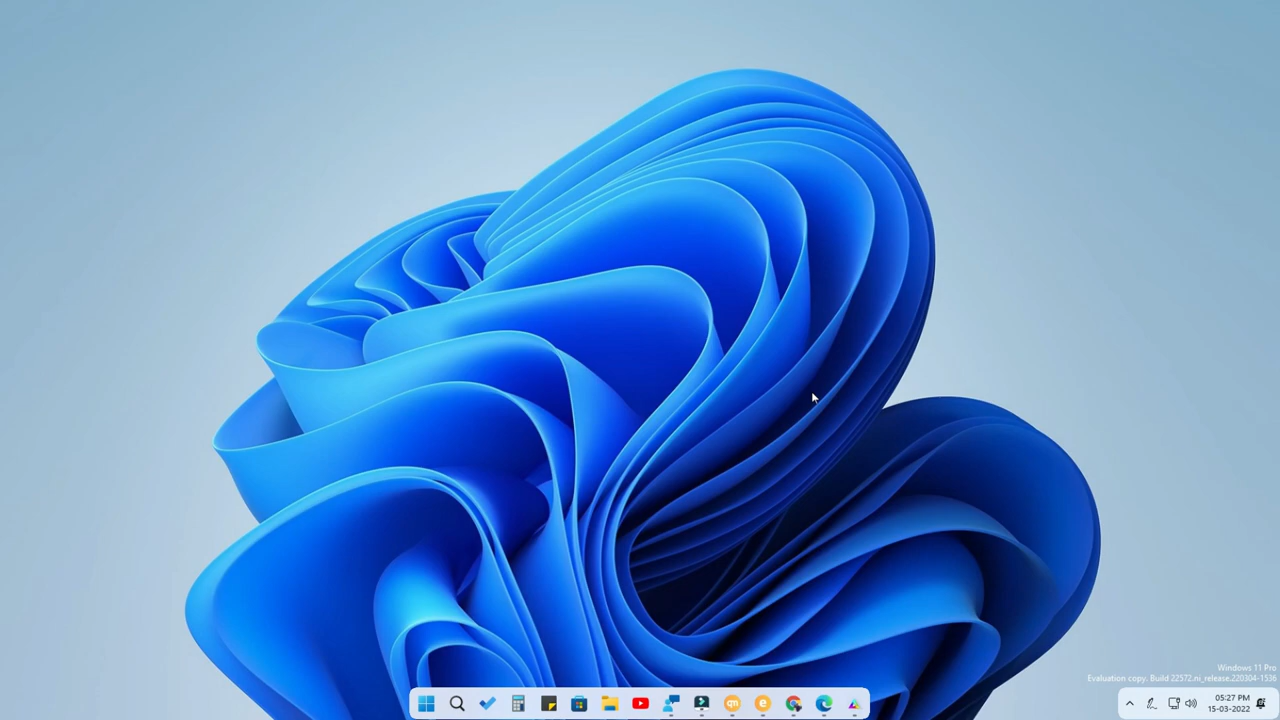 Windows 11 Pro
Evaluation copy. Build 22572.ni_release.220304-1536
05:27 PM
15-03-2022